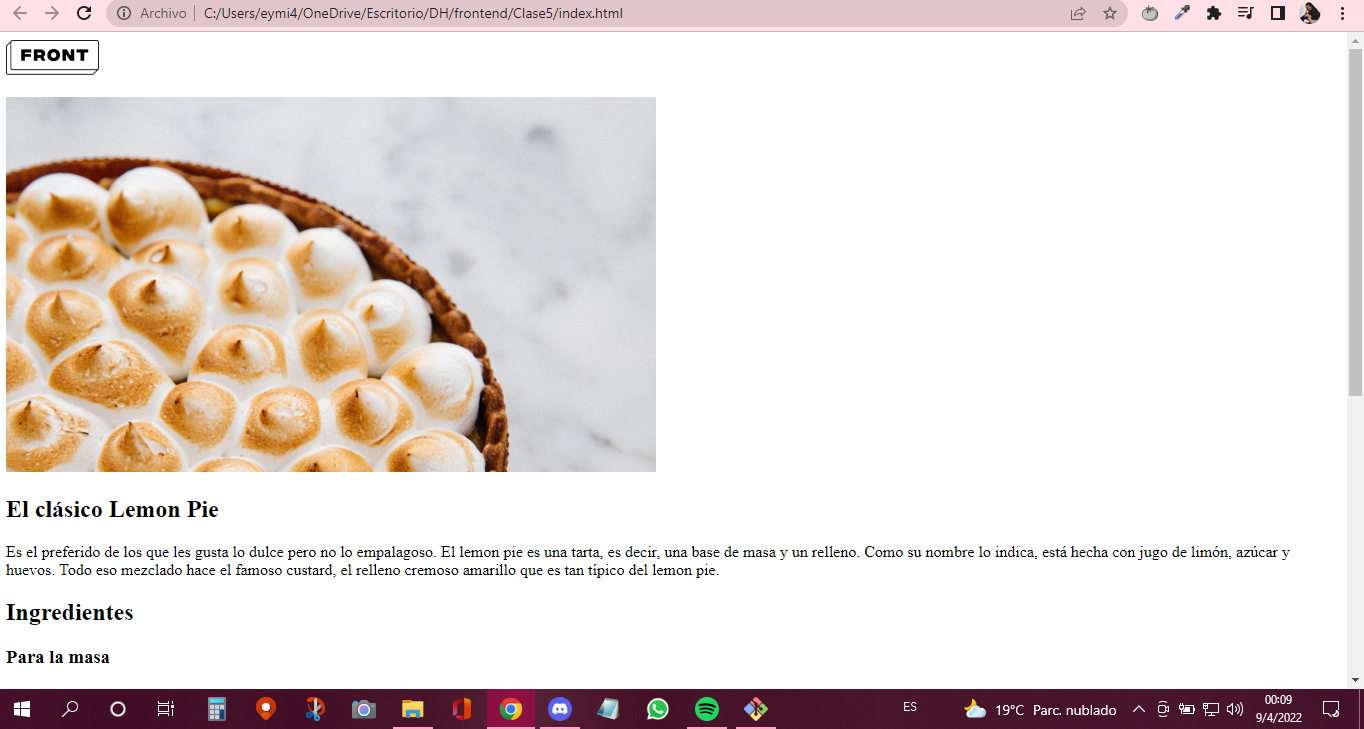 Archivo C:/Users/eymi4/OneDrive/Escritorio/DH/frontend/Clase5/index.html
FRONT
El clásico Lemon Pie
Es el preferido de los que les gusta lo dulce pero no lo empalagoso. El lemon pie es una tarta, es decir, una base de masa y un relleno. Como su nombre lo indica, está hecha con jugo de limón, azúcar y
huevos. Todo eso mezclado hace el famoso custard, el relleno cremoso amarillo que es tan típico del lemon pie.
Ingredientes
Para la masa
ES 19°C Parc. nublado 00:09
9/4/2022